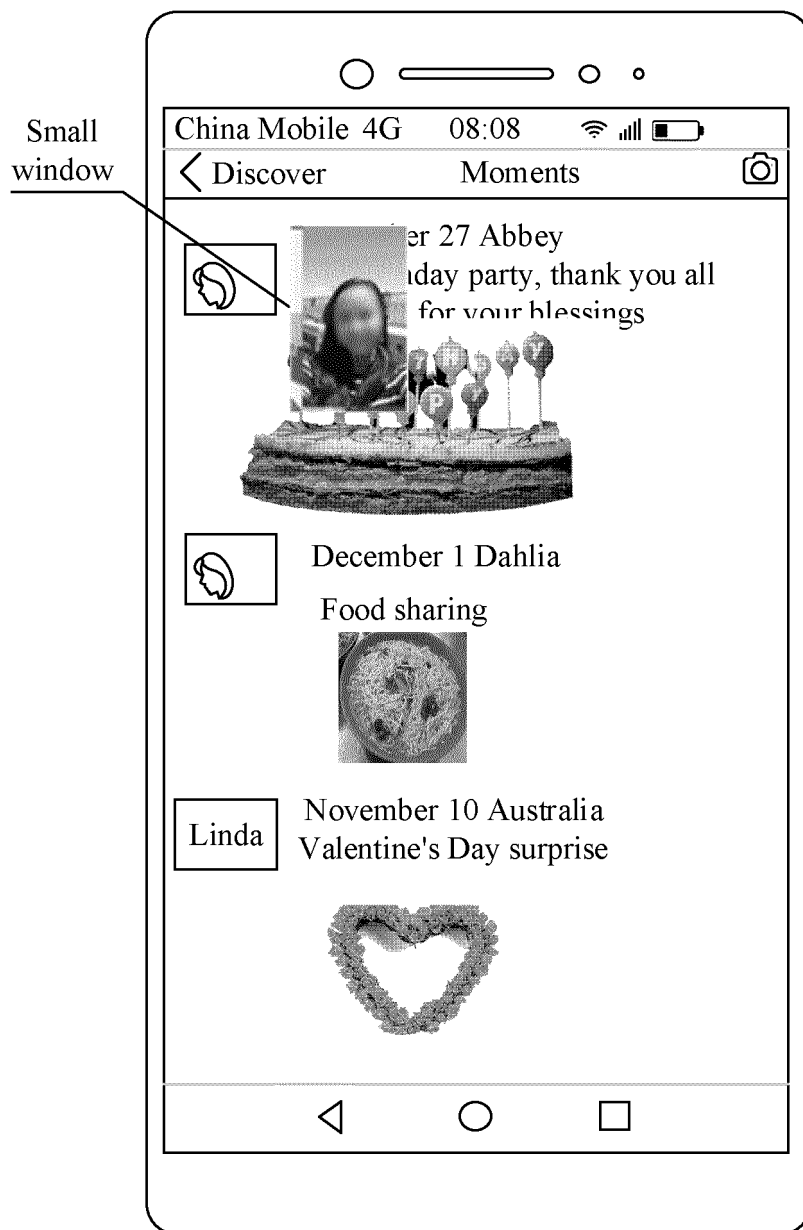 Small
window
China Mobile 4G 08:08
Discover Moments
er 27 Abbey
day party, thank you all
for your blessings
P
December 1 Dahlia
Food sharing
Linda
November 10 Australia
Valentine's Day surprise